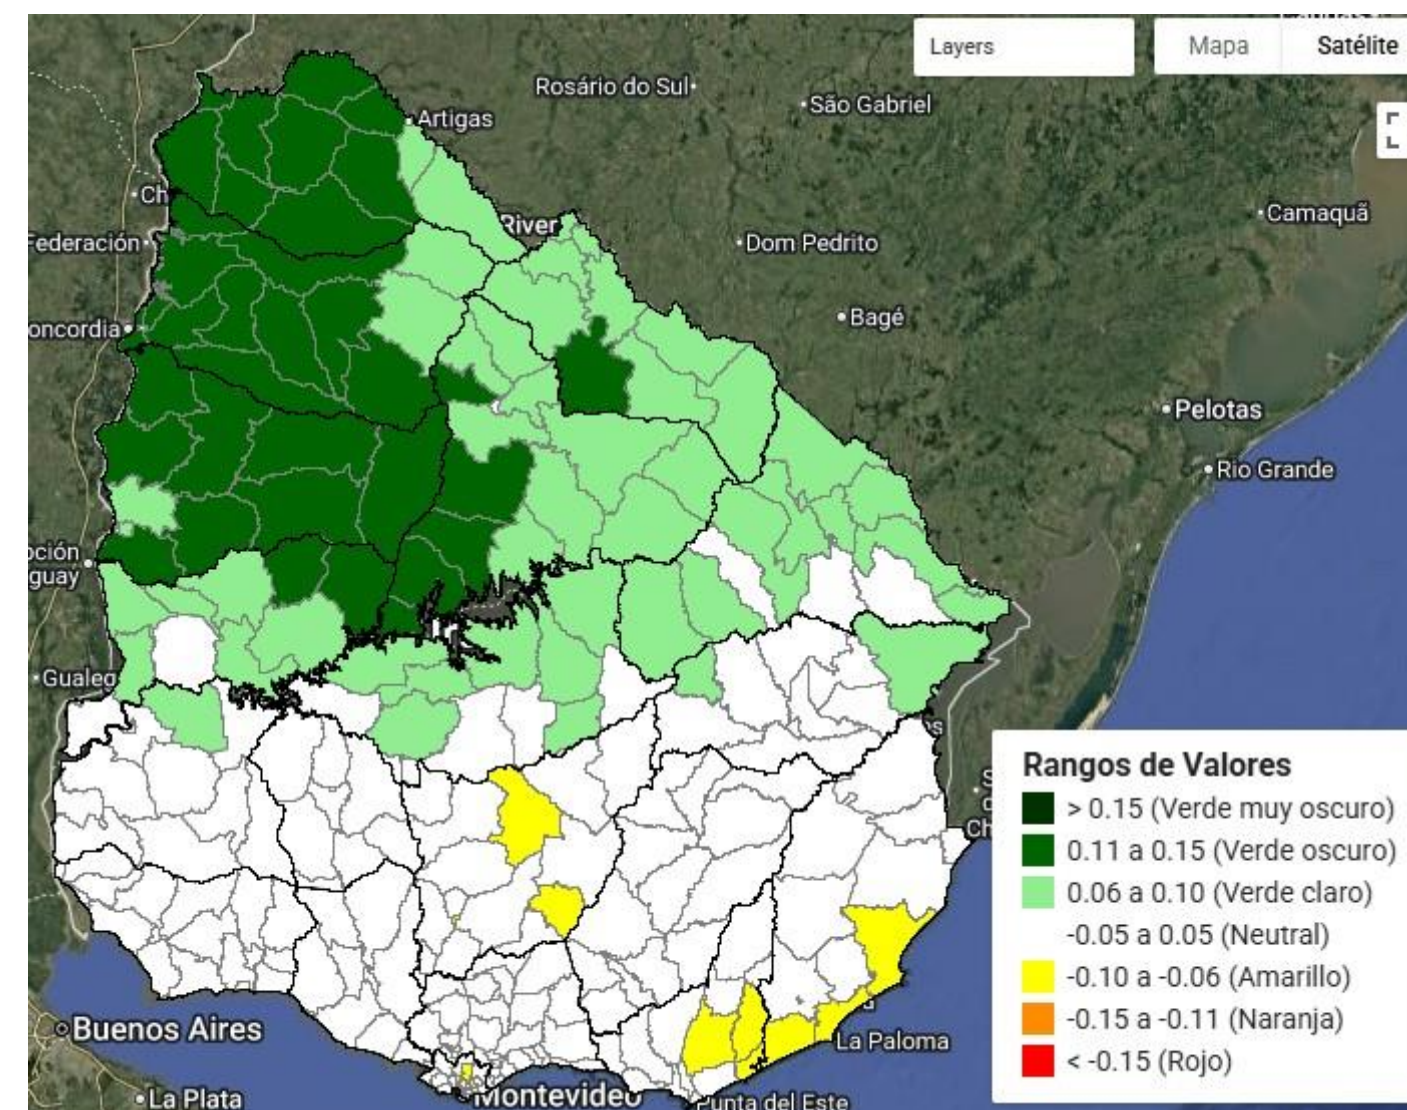 Layers
Mapa
Satélite
Rosário do Sul
São Gabriel
Artigas
Ch
Camaquã
River
Federación
Dom Pedrito
oncordia
Bagé
Pelotas
Rio Grande
oción
guay
Gualeg
os
Ch
Rangos de Valores
> 0.15 (Verde muy oscuro)
0.11 a 0.15 (Verde oscuro)
0.06 a 0.10 (Verde claro)
-0.05 a 0.05 (Neutral)
-0.10 a -0.06 (Amarillo)
-0.15 a -0.11 (Naranja)
< -0.15 (Rojo)
Buenos Aires
La Paloma
La Plata
Montevideo
Punta del Este